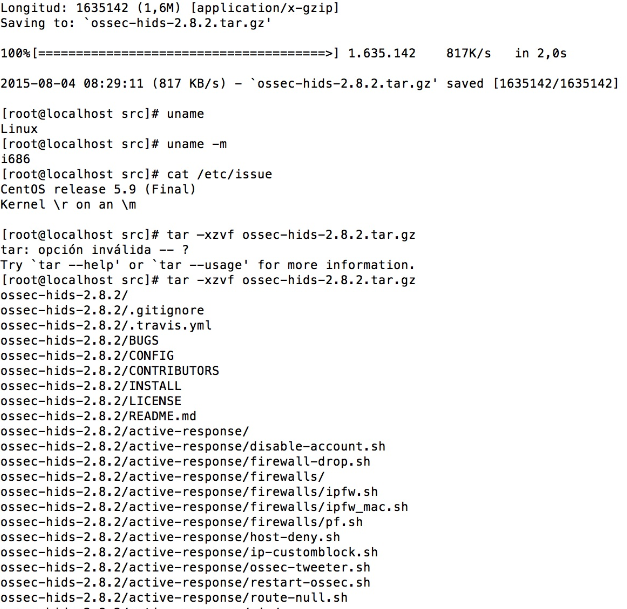 Longitud: 1635142 (1,6M) [application/x-gzip]
Saving to: `ossec-hids-2.8.2.tar.gz'
100%[=====================================>] 1.635.142 817K/s in 2,0s
2015-08-04 08:29:11 (817 KB/s) - `ossec-hids-2.8.2.tar.gz' saved [1635142/1635142]
[root@localhost src]# uname
Linux
[root@localhost src]# uname -m
i686
[root@localhost src]# cat /etc/issue
CentOS release 5.9 (Final)
Kernel \r on an \m
[root@localhost src]# tar –xzvf ossec-hids-2.8.2.tar.gz
tar: opción inválida -- ?
Try `tar --help' or `tar --usage' for more information.
[root@localhost src]# tar -xzvf ossec-hids-2.8.2.tar.gz
ossec-hids-2.8.2/
ossec-hids-2.8.2/.gitignore
ossec-hids-2.8.2/.travis.yml
ossec-hids-2.8.2/BUGS
ossec-hids-2.8.2/CONFIG
ossec-hids-2.8.2/CONTRIBUTORS
ossec-hids-2.8.2/INSTALL
ossec-hids-2.8.2/LICENSE
ossec-hids-2.8.2/README.md
ossec-hids-2.8.2/active-response/
ossec-hids-2.8.2/active-response/disable-account.sh
ossec-hids-2.8.2/active-response/firewall-drop.sh
ossec-hids-2.8.2/active-response/firewalls/
ossec-hids-2.8.2/active-response/firewalls/ipfw.sh
ossec-hids-2.8.2/active-response/firewalls/ipfw_mac.sh
ossec-hids-2.8.2/active-response/firewalls/pf.sh
ossec-hids-2.8.2/active-response/host-deny.sh
ossec-hids-2.8.2/active-response/ip-customblock.sh
ossec-hids-2.8.2/active-response/ossec-tweeter.sh
ossec-hids-2.8.2/active-response/restart-ossec.sh
ossec-hids-2.8.2/active-response/route-null.sh